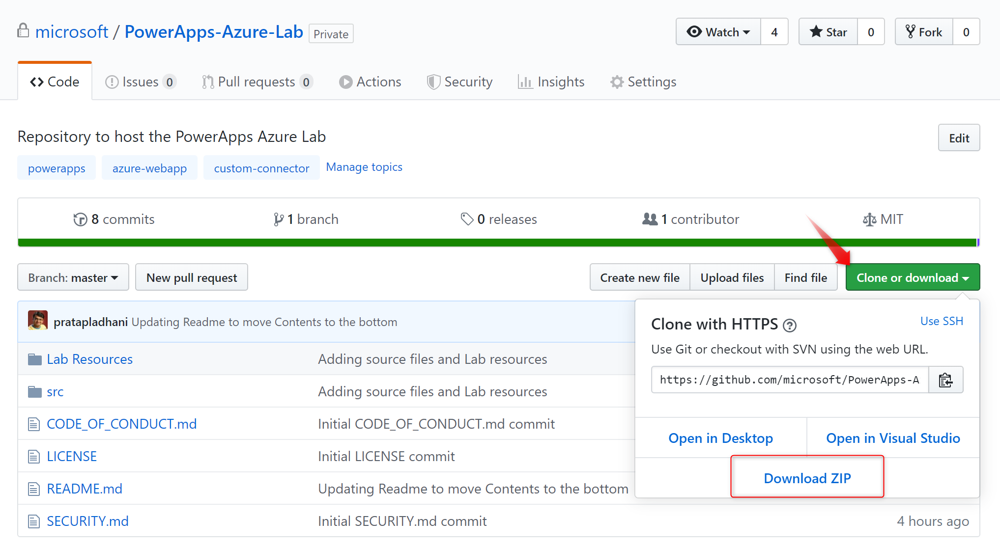 microsoft / PowerApps-Azure-Lab Private Watch 4 Star 0 Fork 0
Code Issues 0 Pull requests 0 Actions Security Insights Settings
Repository to host the PowerApps Azure Lab Edit
powerapps azure-webapp custom-connector Manage topics
8 commits 1 branch 0 releases 1 contributor MIT
Branch: master New pull request Create new file Upload files Find file Clone or download
pratapladhani Updating Readme to move Contents to the bottom
Clone with HTTPS ? Use SSH
Use Git or checkout with SVN using the web URL.
https://github.com/microsoft/PowerApps-A
Open in Desktop Open in Visual Studio
Download ZIP
Lab Resources Adding source files and Lab resources
src Adding source files and Lab resources
CODE_OF_CONDUCT.md Initial CODE_OF_CONDUCT.md commit
LICENSE Initial LICENSE commit
README.md Updating Readme to move Contents to the bottom
SECURITY.md Initial SECURITY.md commit 4 hours ago